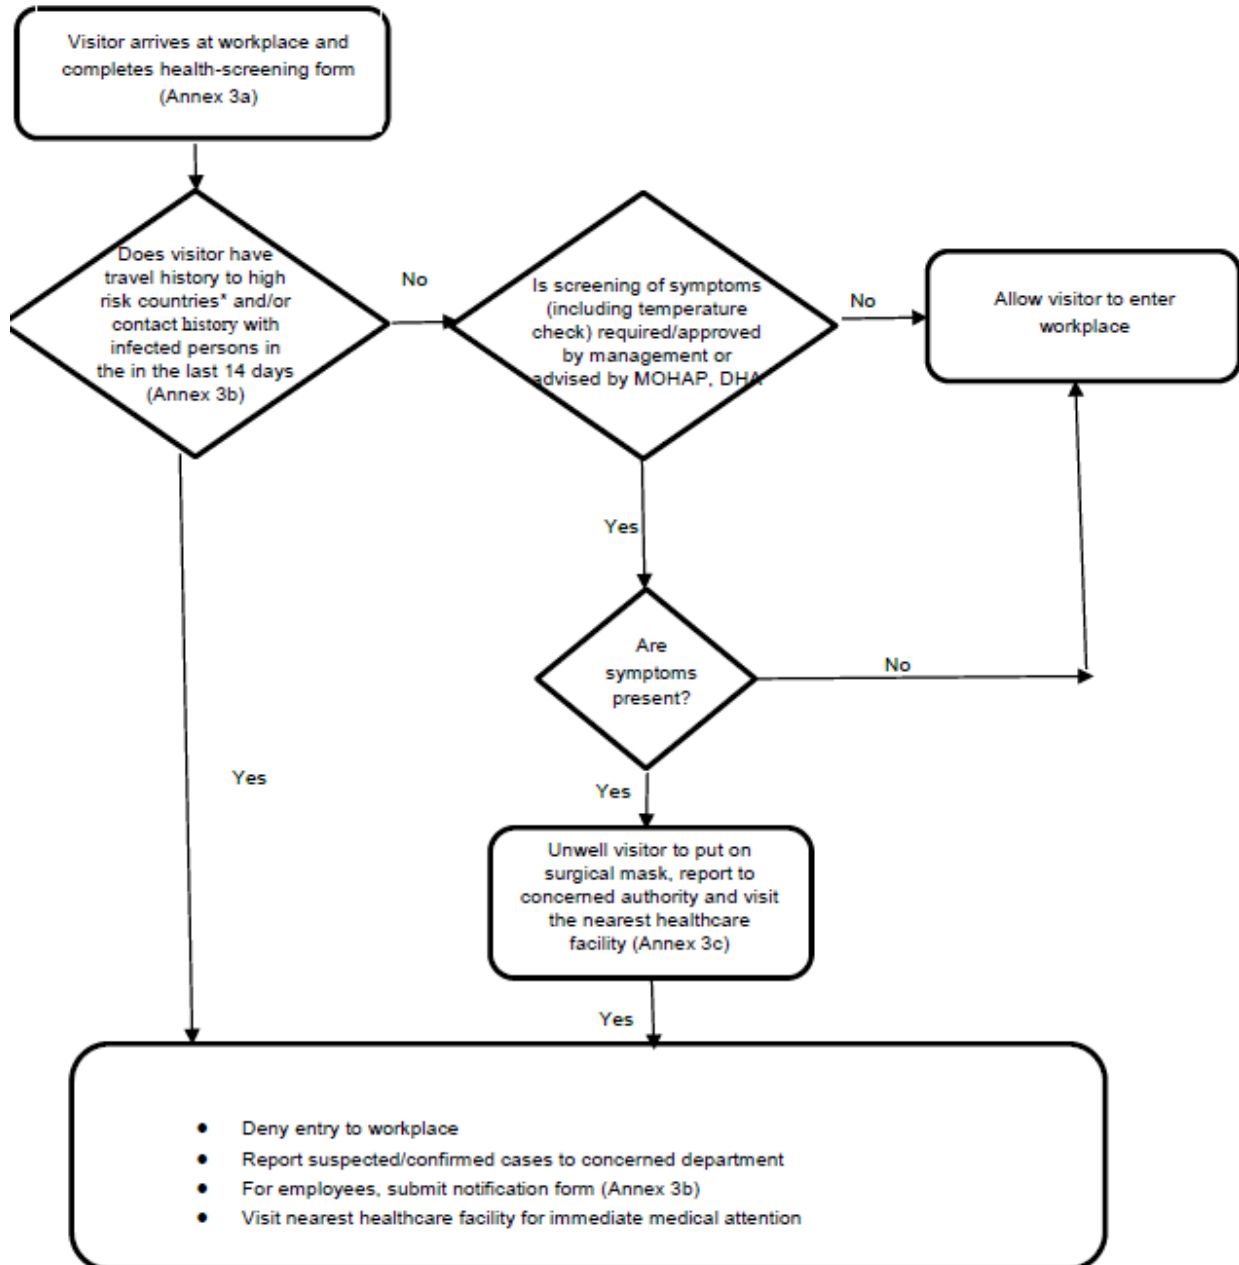 Visitor arrives at workplace and
completes health-screening form
(Annex 3a)
Does visitor have
travel history to high
risk countries* and/or
contact history with
infected persons in
the in the last 14 days
(Annex 3b)
No
Is screening of symptoms
(including temperature
check) required/approved
by management or
advised by MOHAP, DHA
No
Allow visitor to enter
workplace
Yes
Are
symptoms
present?
No
Yes
Yes
Unwell visitor to put on
surgical mask, report to
concerned authority and visit
the nearest healthcare
facility (Annex 3c)
Yes
● Deny entry to workplace
● Report suspected/confirmed cases to concerned department
● For employees, submit notification form (Annex 3b)
● Visit nearest healthcare facility for immediate medical attention